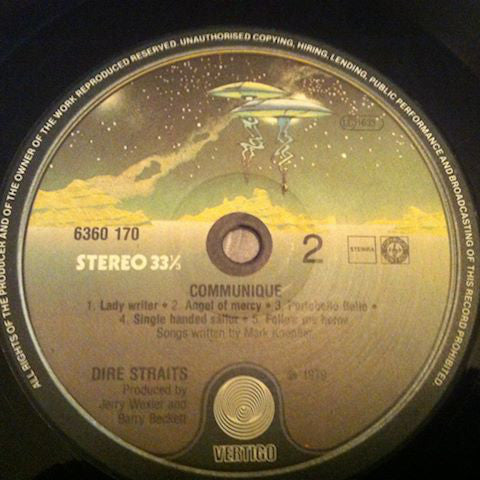 ALL RIGHTS OF THE PRODUCER AND OF THE OWNER OF THE WORK REPRODUCED RESERVED. UNAUTHORISED COPYING, HIRING, LENDING, PUBLIC PERFORMANCE AND BROADCASTING OF THIS RECORD PROHIBITED.
6360 170
2
STEMRA
STEREO 33⅓
COMMUNIQUE
1. Lady writer • 2. Angel of mercy • 3. Portobello Belle •
4. Single handed sailor • 5. Follow me home
Songs written by Mark Knopfler
DIRE STRAITS
℗ 1979
Produced by
Jerry Wexler and
Barry Beckett
VERTIGO